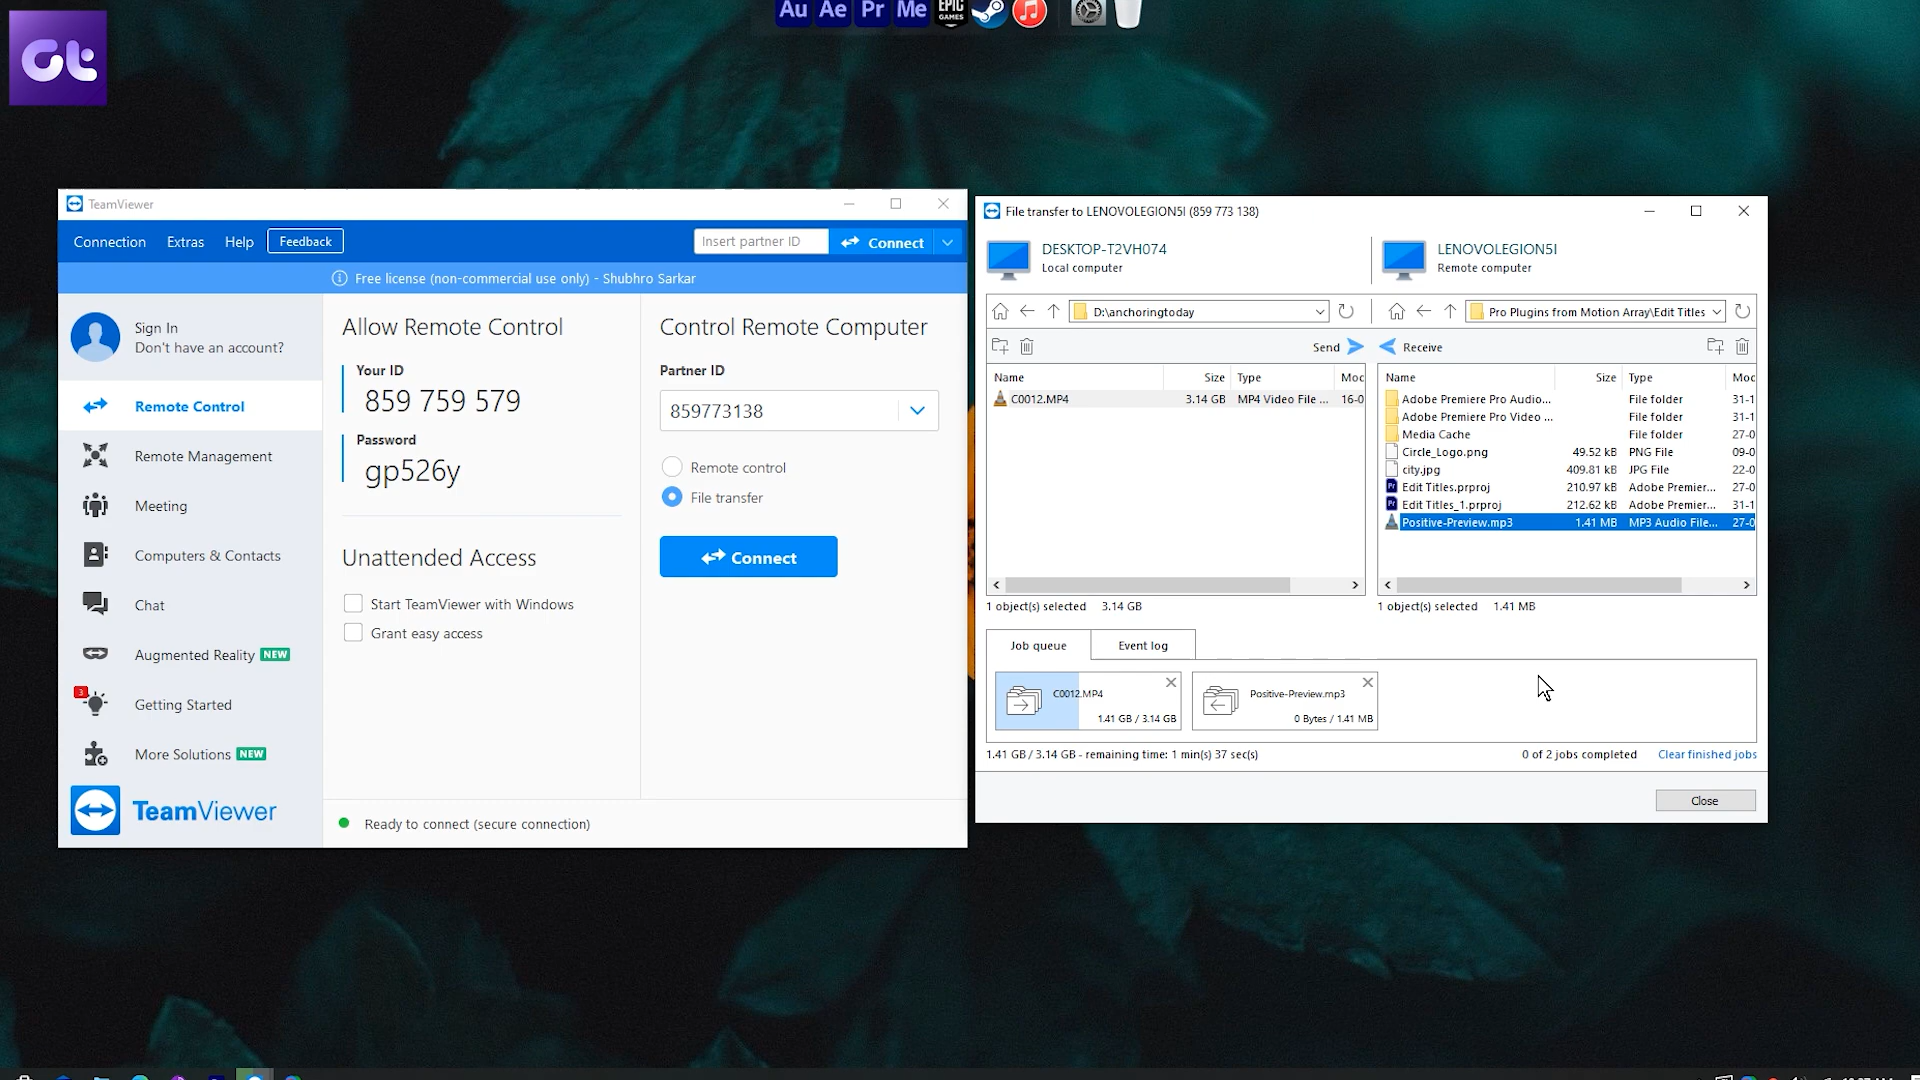 Gt
Au Ae Pr Me EPIC GAMES
TeamViewer
Connection Extras Help Feedback
Insert partner ID Connect
Free license (non-commercial use only) - Shubhro Sarkar
Sign In
Don't have an account?
Remote Control
Remote Management
Meeting
Computers & Contacts
Chat
Augmented Reality NEW
3
Getting Started
More Solutions NEW
TeamViewer
Allow Remote Control
Your ID
859 759 579
Password
gp526y
Unattended Access
Start TeamViewer with Windows
Grant easy access
Control Remote Computer
Partner ID
859773138
Remote control
File transfer
Connect
Ready to connect (secure connection)
File transfer to LENOVOLEGION5I (859 773 138)
DESKTOP-T2VH074
Local computer
LENOVOLEGION5I
Remote computer
D:\anchoringtoday
Pro Plugins from Motion Array\Edit Titles
Send
Receive
Name Size Type Moc
C0012.MP4 3.14 GB MP4 Video File ... 16-0
1 object(s) selected 3.14 GB
Name Size Type Moc
Adobe Premiere Pro Audio... File folder 31-1
Adobe Premiere Pro Video ... File folder 31-1
Media Cache File folder 27-0
Circle_Logo.png 49.52 kB PNG File 09-0
city.jpg 409.81 kB JPG File 22-0
Pr Edit Titles.prproj 210.97 kB Adobe Premier... 27-0
Pr Edit Titles_1.prproj 212.62 kB Adobe Premier... 31-1
Positive-Preview.mp3 1.41 MB MP3 Audio File... 27-0
1 object(s) selected 1.41 MB
Job queue Event log
C0012.MP4
1.41 GB / 3.14 GB
Positive-Preview.mp3
0 Bytes / 1.41 MB
1.41 GB / 3.14 GB - remaining time: 1 min(s) 37 sec(s)
0 of 2 jobs completed Clear finished jobs
Close